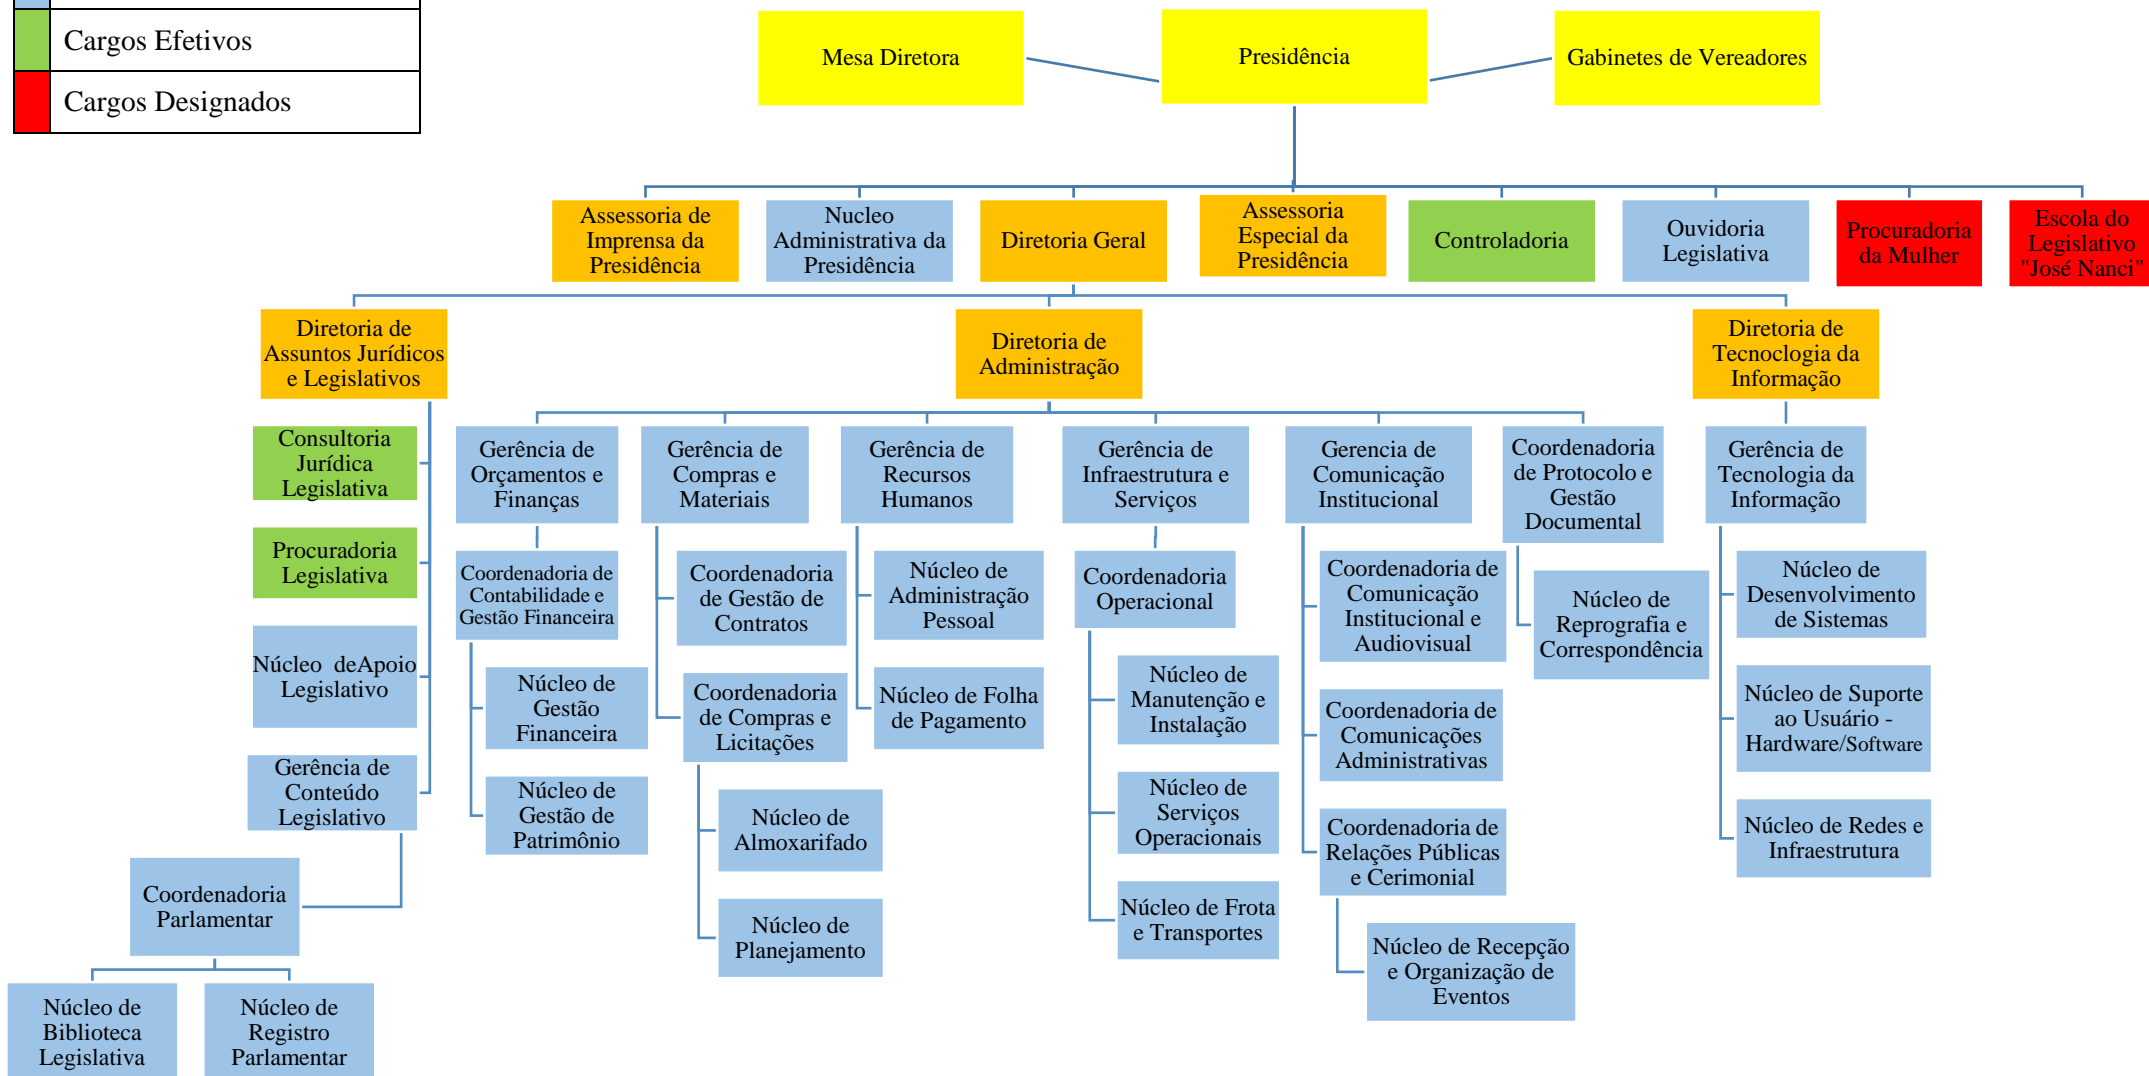 Cargos Efetivos
Cargos Designados
Mesa Diretora
Presidência
Gabinetes de Vereadores
Assessoria de
Imprensa da
Presidência
Nucleo
Administrativa da
Presidência
Diretoria Geral
Assessoria
Especial da
Presidência
Controladoria
Ouvidoria
Legislativa
Procuradoria
da Mulher
Escola do
Legislativo
"José Nanci"
Diretoria de
Assuntos Jurídicos
e Legislativos
Diretoria de
Administração
Diretoria de
Tecnoclogia da
Informação
Consultoria
Jurídica
Legislativa
Procuradoria
Legislativa
Núcleo deApoio
Legislativo
Gerência de
Conteúdo
Legislativo
Coordenadoria
Parlamentar
Núcleo de
Biblioteca
Legislativa
Núcleo de
Registro
Parlamentar
Gerência de
Orçamentos e
Finanças
Coordenadoria de
Contabilidade e
Gestão Financeira
Núcleo de
Gestão
Financeira
Núcleo de
Gestão de
Patrimônio
Gerência de
Compras e
Materiais
Coordenadoria
de Gestão de
Contratos
Coordenadoria
de Compras e
Licitações
Núcleo de
Almoxarifado
Núcleo de
Planejamento
Gerência de
Recursos
Humanos
Núcleo de
Administração
Pessoal
Núcleo de Folha
de Pagamento
Gerência de
Infraestrutura e
Serviços
Coordenadoria
Operacional
Núcleo de
Manutenção e
Instalação
Núcleo de
Serviços
Operacionais
Núcleo de Frota
e Transportes
Gerencia de
Comunicação
Institucional
Coordenadoria de
Comunicação
Institucional e
Audiovisual
Coordenadoria de
Comunicações
Administrativas
Coordenadoria de
Relações Públicas
e Cerimonial
Núcleo de Recepção
e Organização de
Eventos
Coordenadoria
de Protocolo e
Gestão
Documental
Núcleo de
Reprografia e
Correspondência
Gerência de
Tecnologia da
Informação
Núcleo de
Desenvolvimento
de Sistemas
Núcleo de Suporte
ao Usuário -
Hardware/Software
Núcleo de Redes e
Infraestrutura